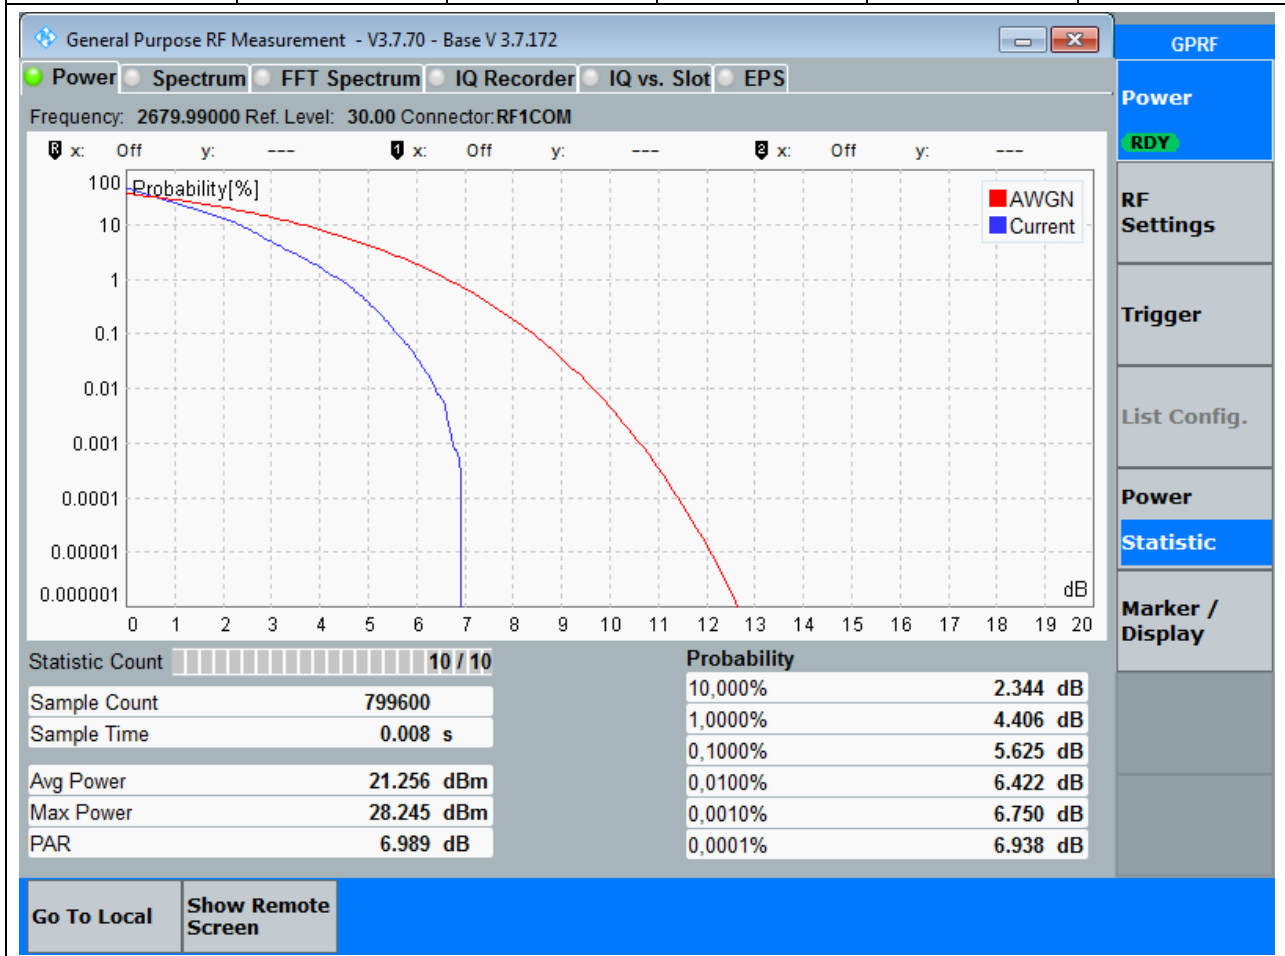 General Purpose RF Measurement - V3.7.70 - Base V 3.7.172
GPRF
Power Spectrum FFT Spectrum IQ Recorder IQ vs. Slot EPS
Frequency: 2679.99000 Ref. Level: 30.00 Connector:RF1COM
Power
RDY
RF
Settings
Trigger
List Config.
Power
Statistic
Marker /
Display
R x: Off y: --- 1 x: Off y: --- 2 x: Off y: ---
Probability[%]
AWGN
Current
100
10
1
0.1
0.01
0.001
0.0001
0.00001
0.000001
dB
0 1 2 3 4 5 6 7 8 9 10 11 12 13 14 15 16 17 18 19 20
Statistic Count 10 / 10
Sample Count 799600
Sample Time 0.008 s
Avg Power 21.256 dBm
Max Power 28.245 dBm
PAR 6.989 dB
Probability
10,000% 2.344 dB
1,0000% 4.406 dB
0,1000% 5.625 dB
0,0100% 6.422 dB
0,0010% 6.750 dB
0,0001% 6.938 dB
Go To Local
Show Remote
Screen